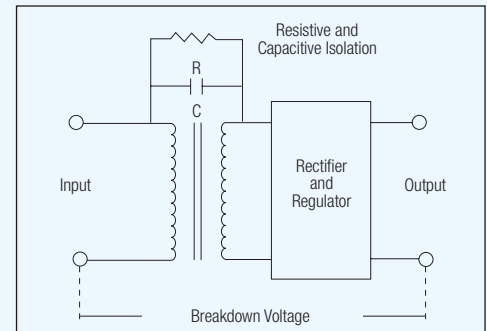 Resistive and
Capacitive Isolation
R
C
Input
Rectifier
and
Regulator
Output
Breakdown Voltage